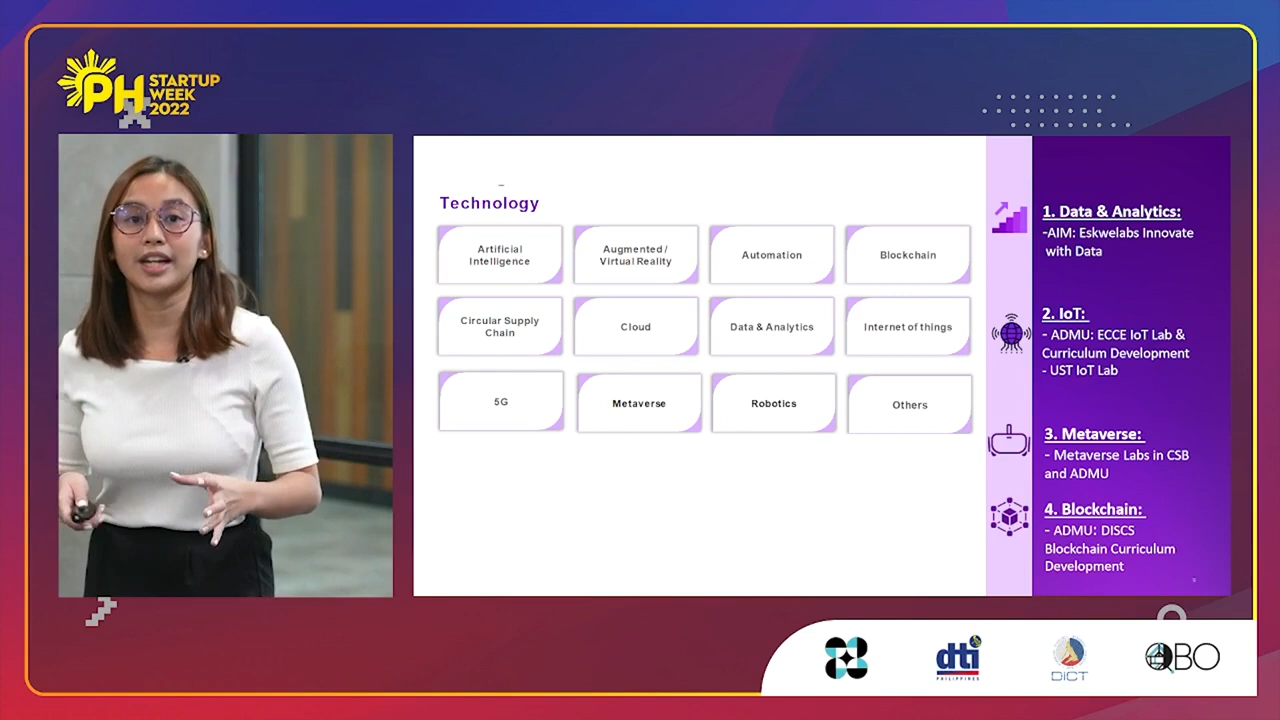 PH
STARTUP
WEEK
2022
Technology
Artificial
Intelligence
Augmented /
Virtual Reality
Automation
Blockchain
Circular Supply
Chain
Cloud
Data & Analytics
Internet of things
5G
Metaverse
Robotics
Others
1. Data & Analytics:
-AIM: Eskwelabs Innovate
with Data
2. IoT:
- ADMU: ECCE IoT Lab &
Curriculum Development
- UST IoT Lab
3. Metaverse:
- Metaverse Labs in CSB
and ADMU
4. Blockchain:
- ADMU: DISCS
Blockchain Curriculum
Development
dti
PHILIPPINES
DICT
QBO